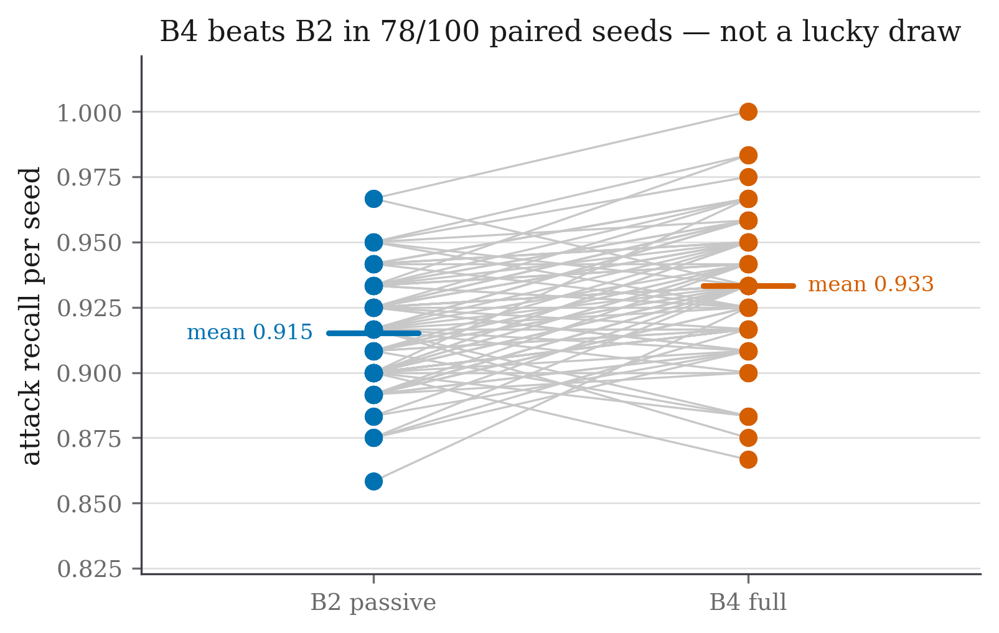 B4 beats B2 in 78/100 paired seeds — not a lucky draw
attack recall per seed
1.000
0.975
0.950
0.925
0.900
0.875
0.850
0.825
mean 0.915
mean 0.933
B2 passive
B4 full